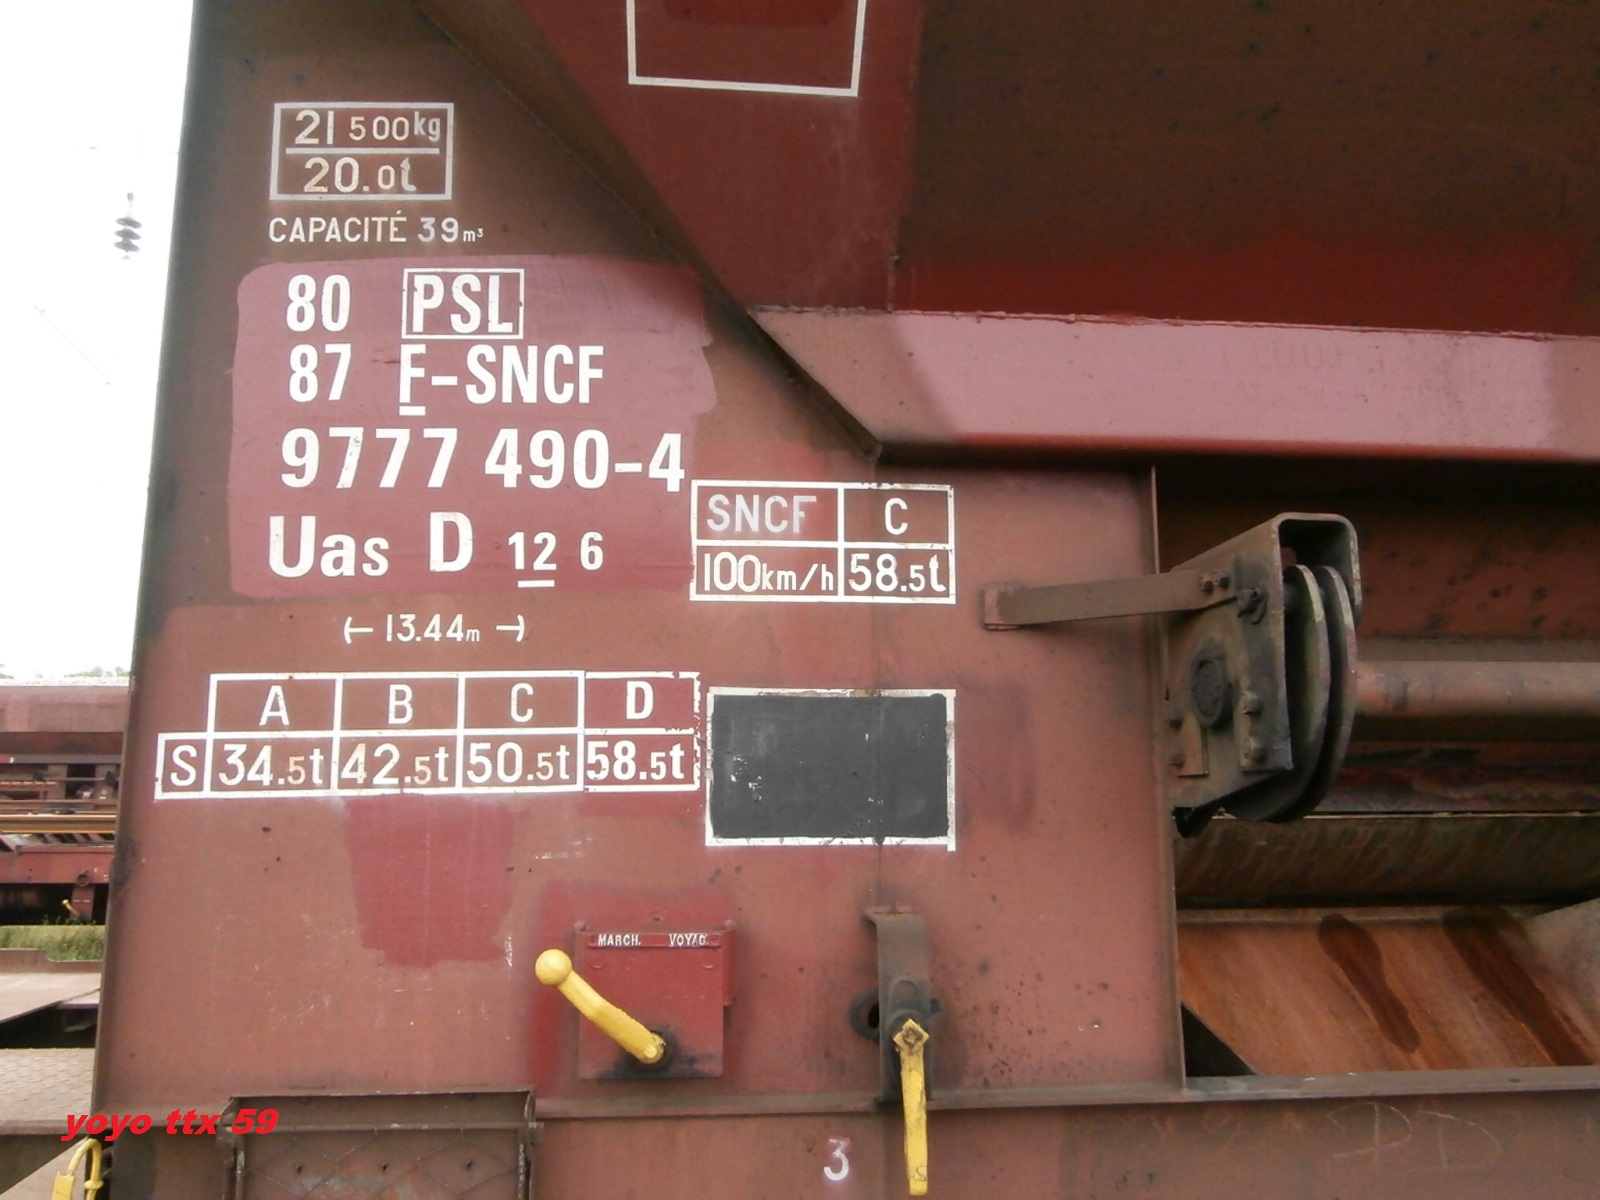 21 500kg
20.0t
CAPACITÉ 39m³
80 PSL
87 F-SNCF
9777 490-4
Uas D 12 6
SNCF C
100km/h 58.5t
13.44m
A B C D
S 34.5t 42.5t 50.5t 58.5t
MARCH. VOYAG.
3
yoyo ttx 59